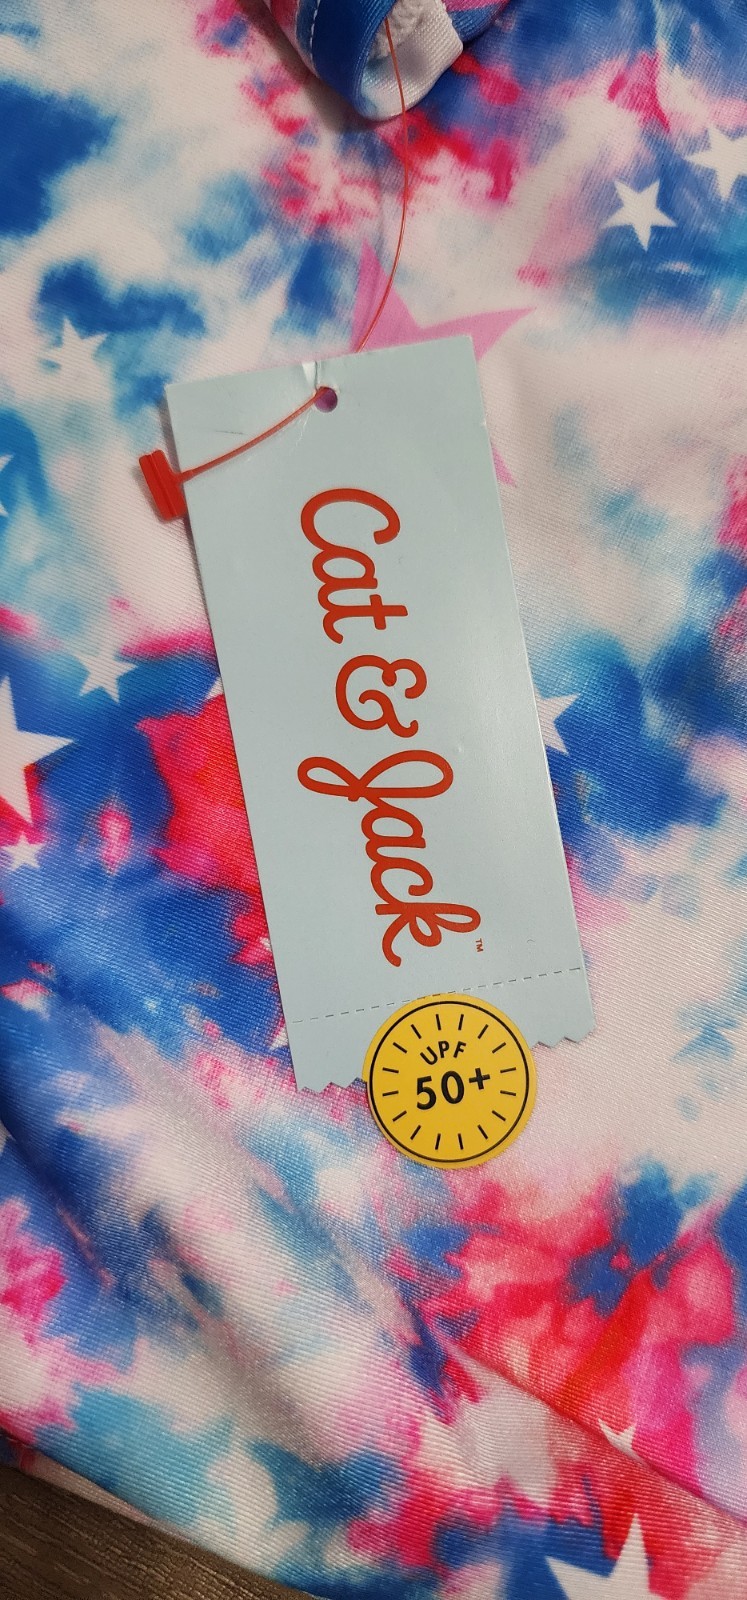 Cat & Jack™
UPF
50+